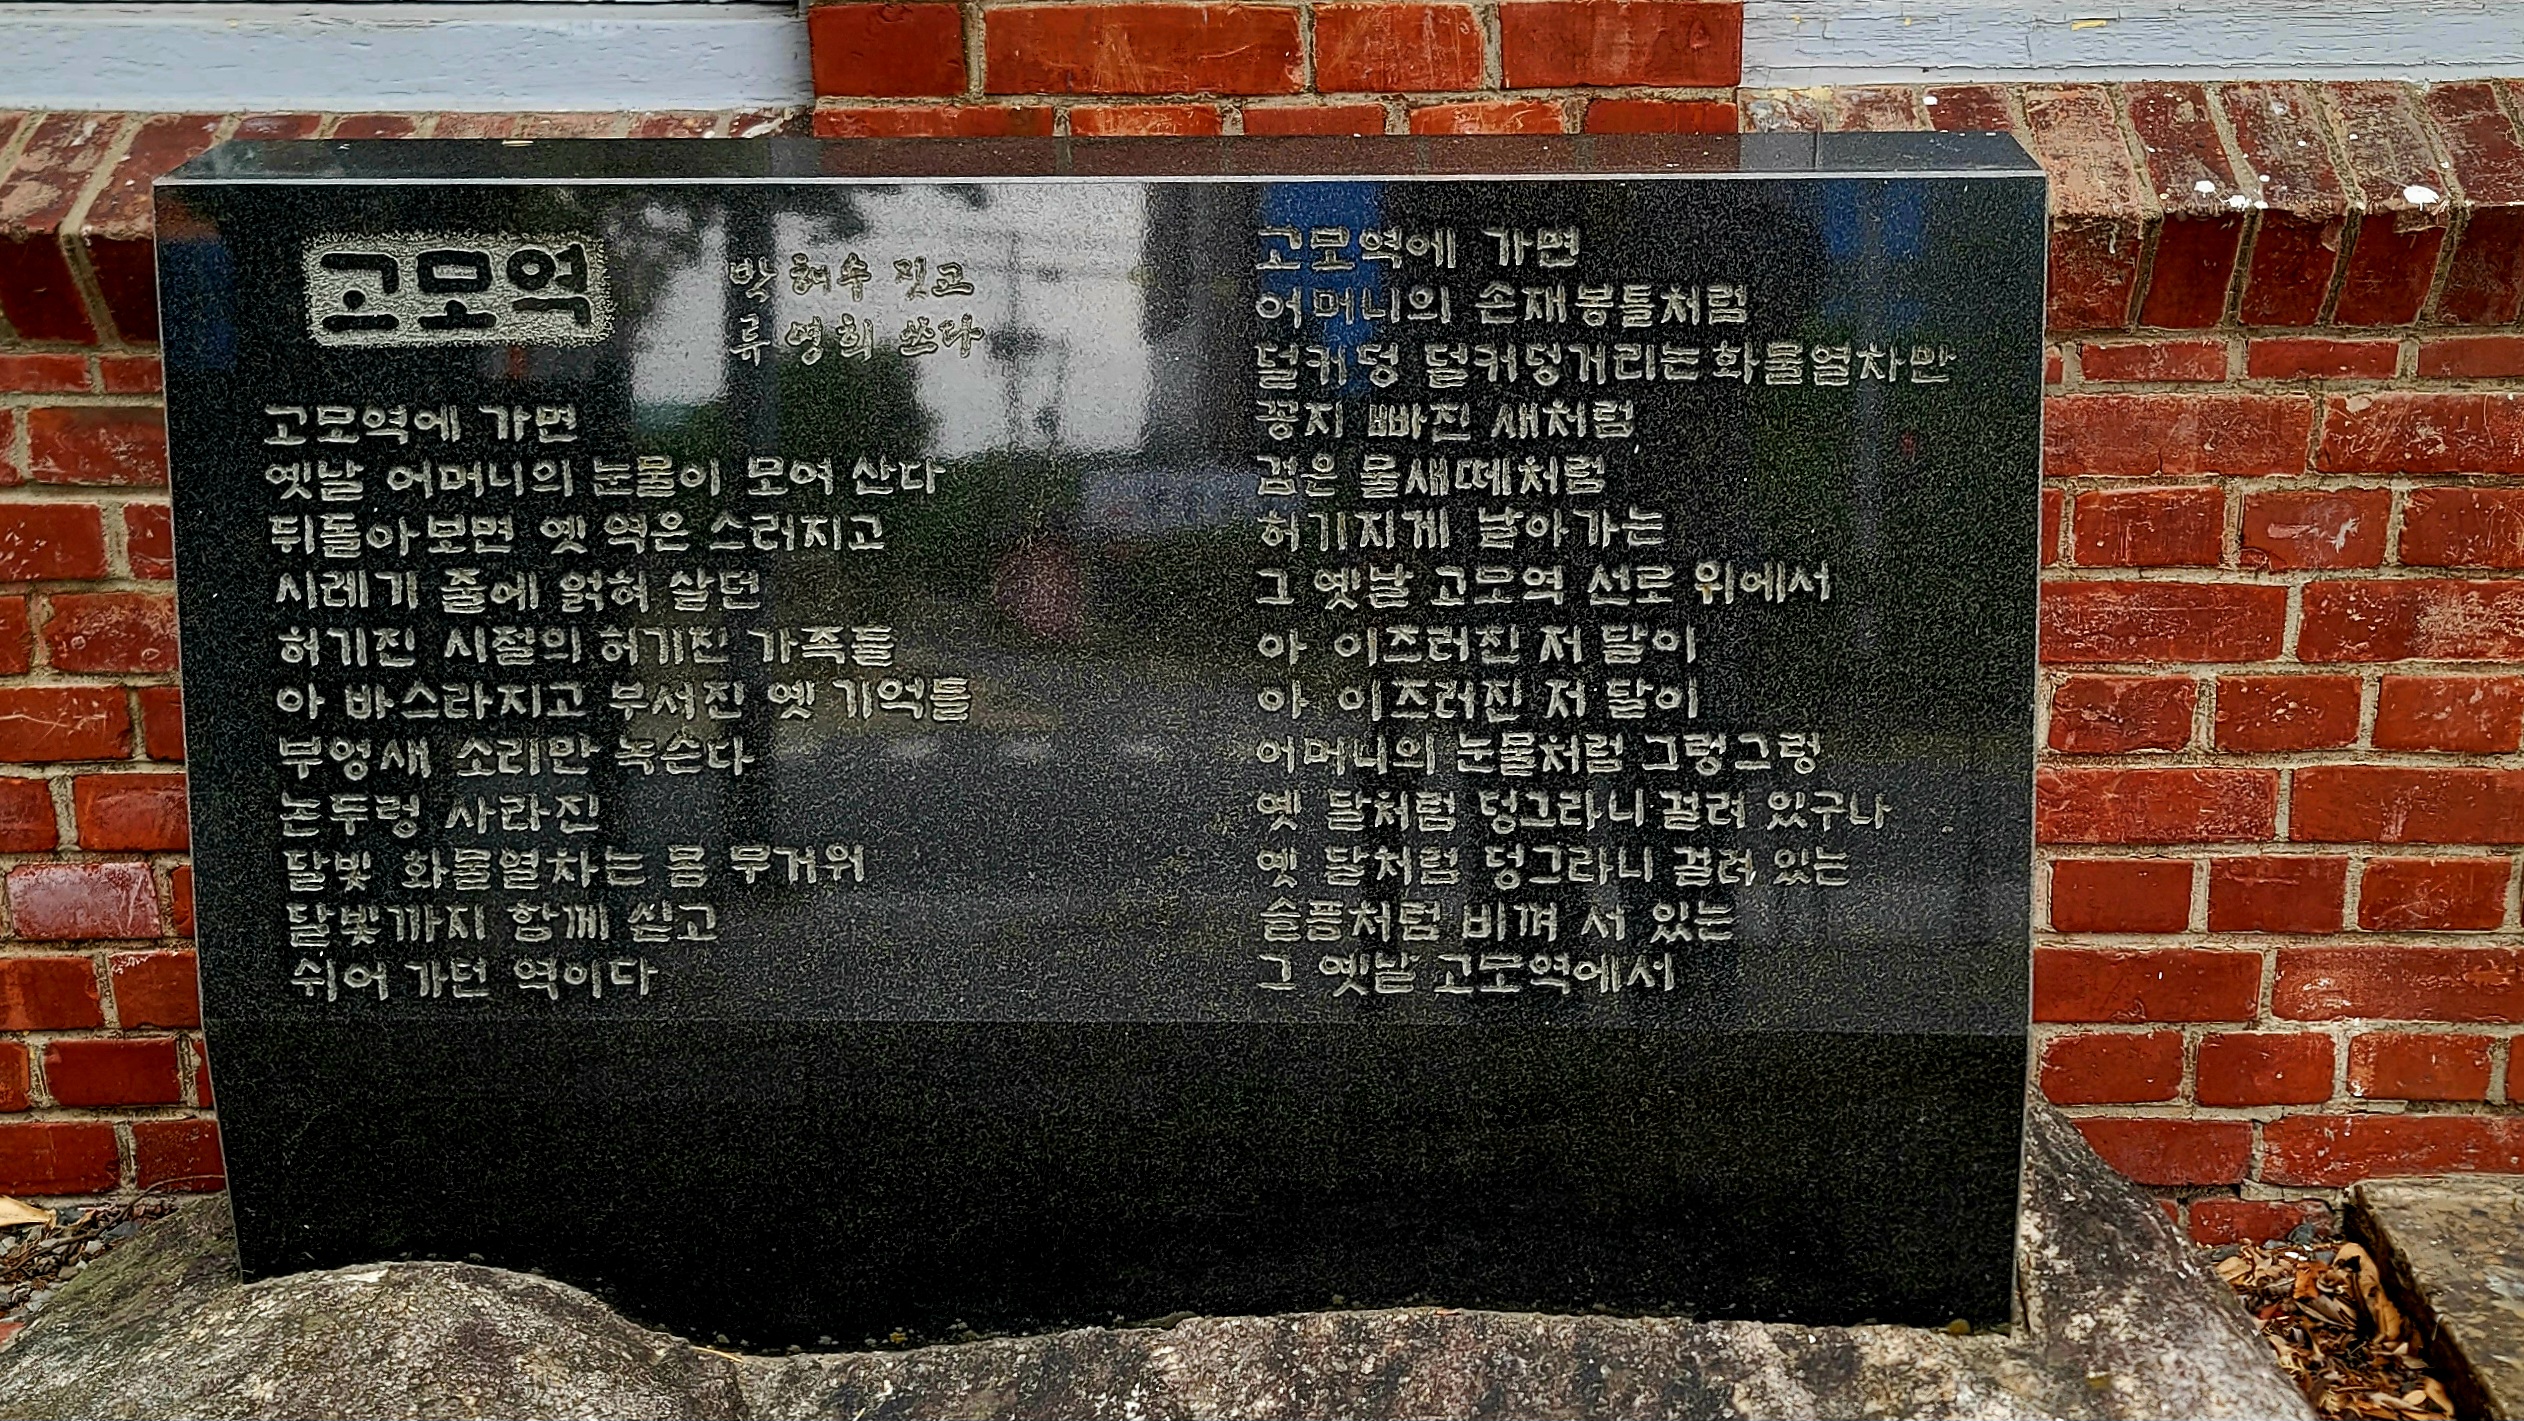 고모역
박해수 짓고
류영희 쓰다
고모역에 가면
옛날 어머니의 눈물이 모여 산다
뒤돌아보면 옛 역은 스러지고
시레기 줄에 얽혀 살던
허기진 시절의 허기진 가족들
아 바스라지고 부서진 옛 기억들
부엉새 소리만 녹슨다
논두렁 사라진
달빛 화물열차는 몸 무거워
달빛까지 함께 싣고
쉬어 가던 역이다
고모역에 가면
어머니의 손재봉틀처럼
덜커덩 덜커덩거리는 화물열차만
꽁지 빠진 새처럼
검은 물새떼처럼
허기지게 날아가는
그 옛날 고모역 선로 위에서
아 이즈러진 저 달이
아 이즈러진 저 달이
어머니의 눈물처럼 그렁그렁
옛 달처럼 덩그라니 걸려 있구나
옛 달처럼 덩그라니 걸려 있는
슬픔처럼 비껴 서 있는
그 옛날 고모역에서